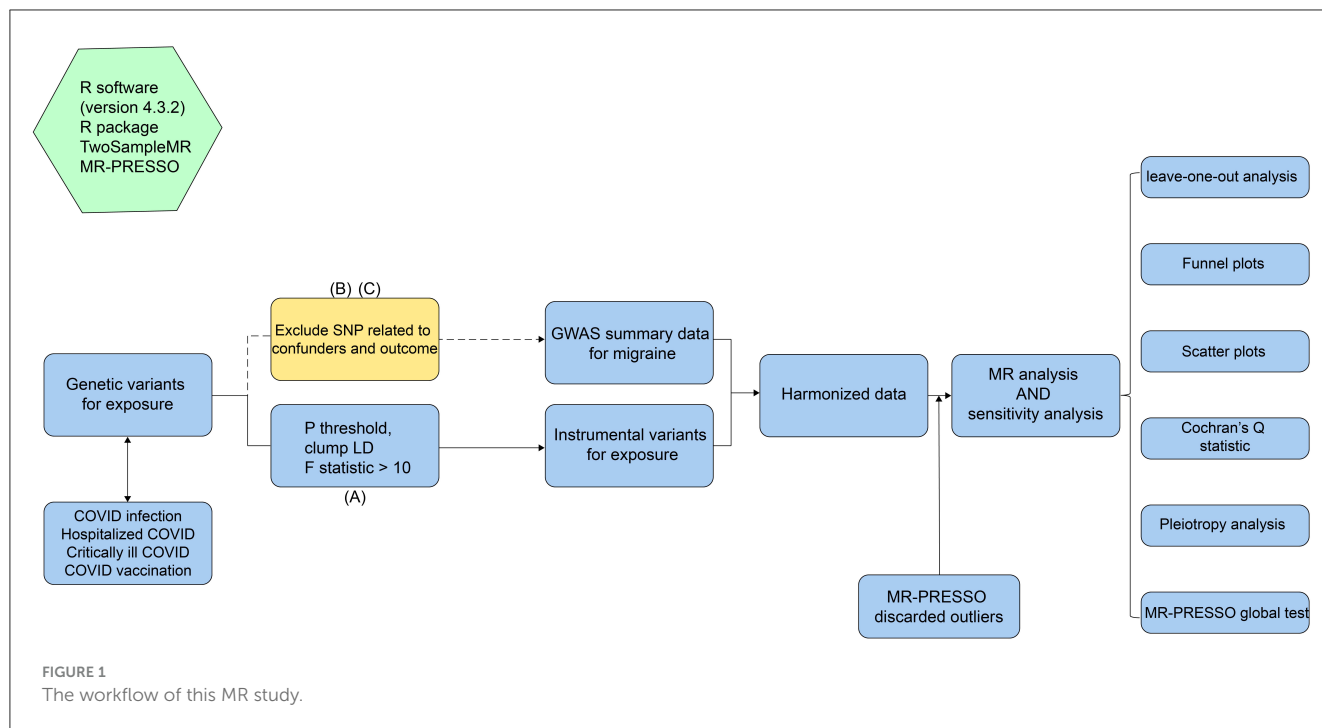 R software
(version 4.3.2)
R package
TwoSampleMR
MR-PRESSO
(B) (C)
Exclude SNP related to
confunders and outcome
GWAS summary data
for migraine
Genetic variants
for exposure
P threshold,
clump LD
F statistic > 10
(A)
Instrumental variants
for exposure
COVID infection
Hospitalized COVID
Critically ill COVID
COVID vaccination
Harmonized data
MR-PRESSO
discarded outliers
MR analysis
AND
sensitivity analysis
leave-one-out analysis
Funnel plots
Scatter plots
Cochran's Q
statistic
Pleiotropy analysis
MR-PRESSO global test
FIGURE 1
The workflow of this MR study.